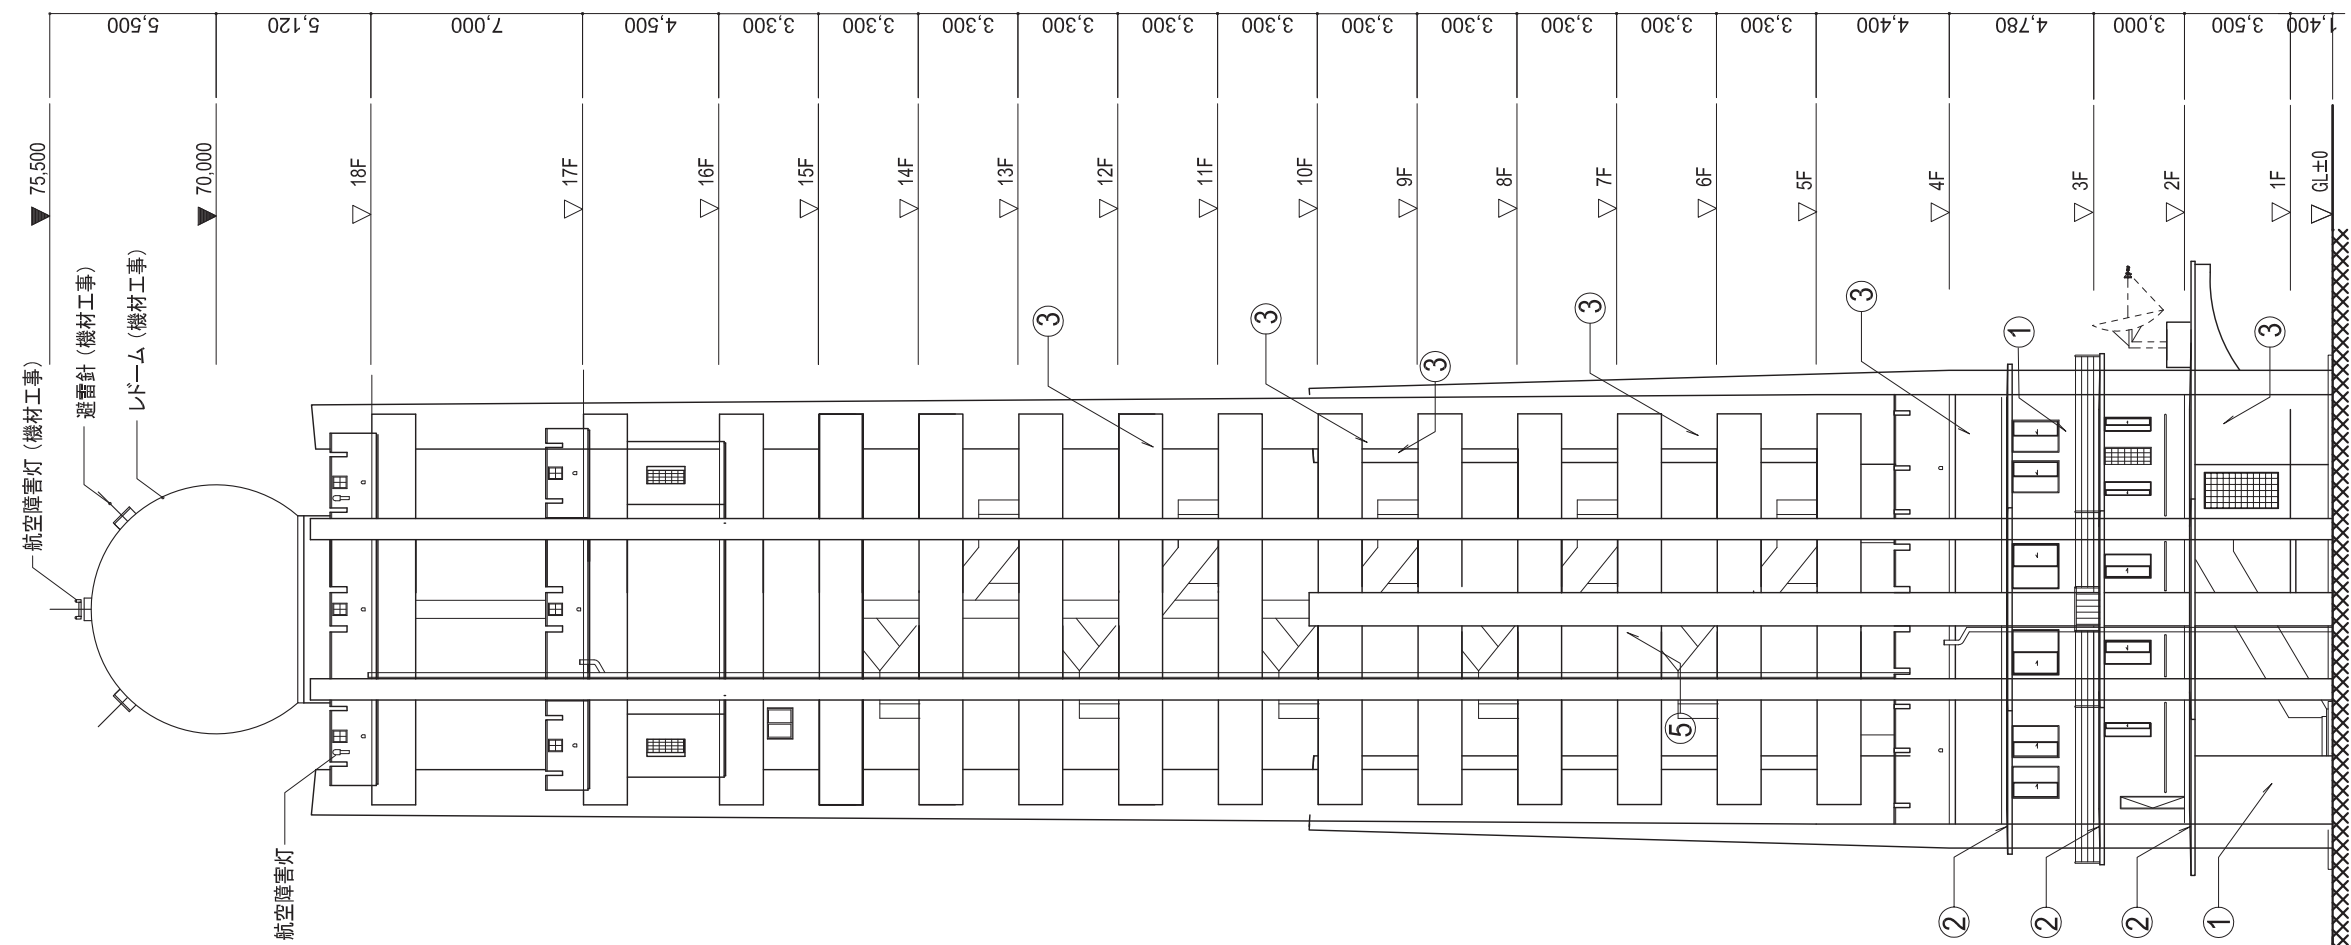 5,500
5,120
7,000
4,500
3,300
3,300
3,300
3,300
3,300
3,300
3,300
3,300
3,300
3,300
3,300
4,400
4,780
3,000
3,500
1,400
75,500
70,000
18F
17F
16F
15F
14F
13F
12F
11F
10F
9F
8F
7F
6F
5F
4F
3F
2F
1F
GL±0
航空障害灯 (機材工事)
避雷針 (機材工事)
レドーム (機材工事)
航空障害灯
③
③
③
③
③
①
③
⑤
②
②
②
①